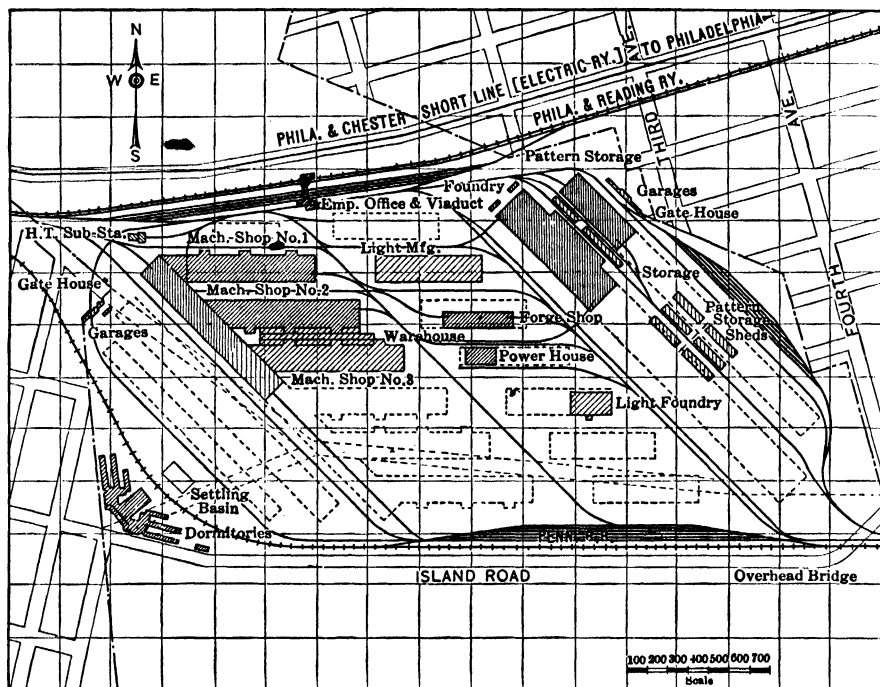 N
W E
S
PHILA. & CHESTER SHORT LINE [ELECTRIC RY.] TO PHILADELPHIA
PHILA. & READING RY.
THIRD AVE.
AVE.
FOURTH
Pattern Storage
Foundry
Garages
Emp. Office & Viaduct
Gate House
H.T. Sub-Sta.
Mach. Shop No.1
Light Mfg.
Storage
Gate House
Mach. Shop No.2
Garages
Forge Shop
Pattern
Storage
Sheds
Warehouse
Power House
Mach. Shop No.3
Light Foundry
Settling
Basin
Dormitories
PENN. R.R.
ISLAND ROAD
Overhead Bridge
100 200 300 400 500 600 700
Scale